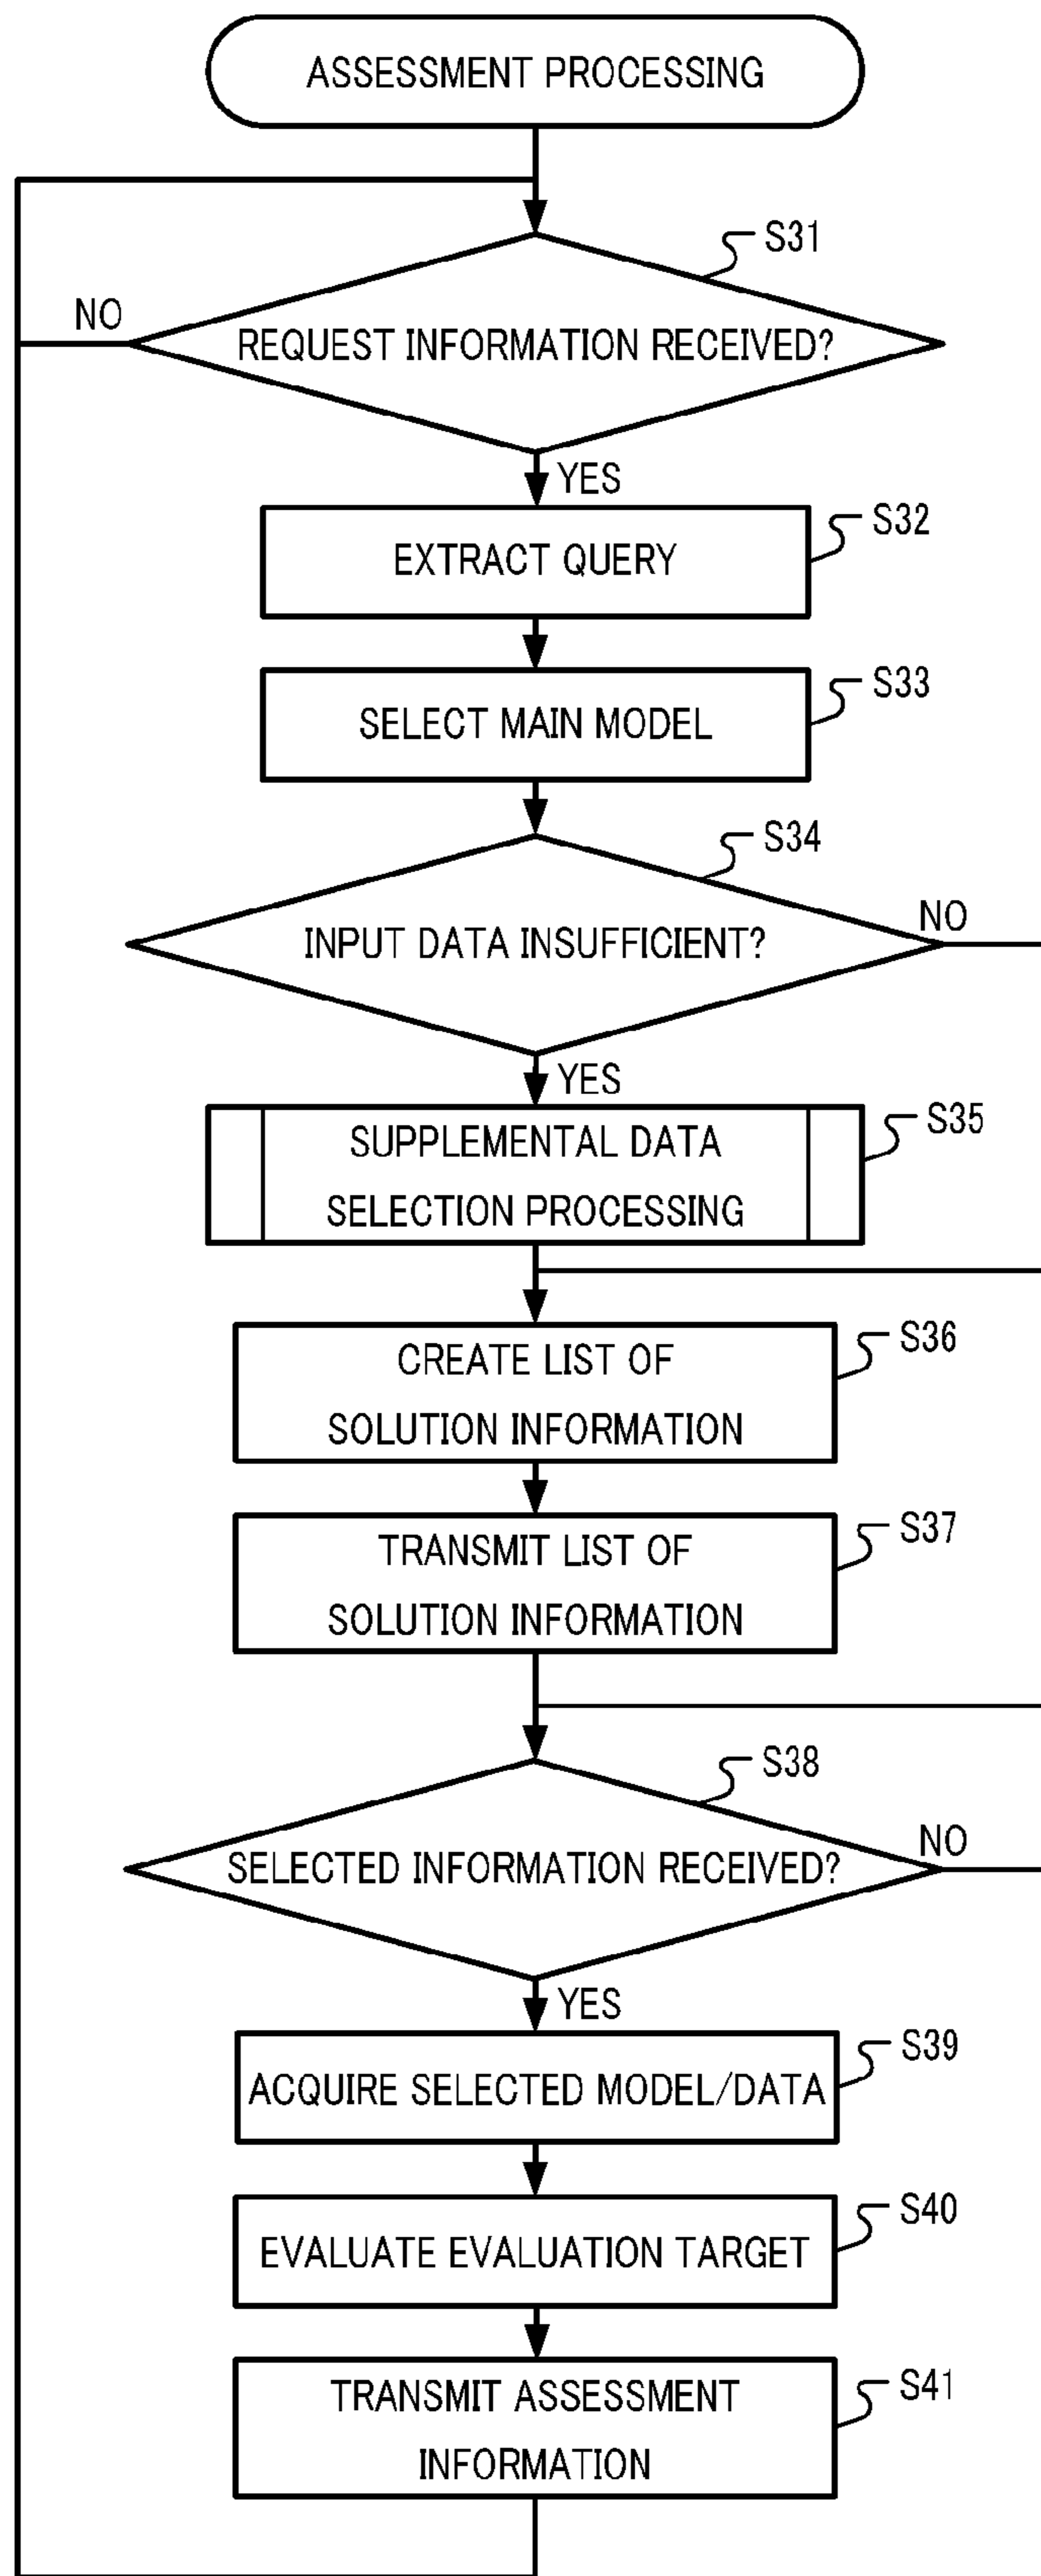 ASSESSMENT PROCESSING
S31
NO
REQUEST INFORMATION RECEIVED?
YES
S32
EXTRACT QUERY
S33
SELECT MAIN MODEL
S34
NO
INPUT DATA INSUFFICIENT?
YES
S35
SUPPLEMENTAL DATA
SELECTION PROCESSING
S36
CREATE LIST OF
SOLUTION INFORMATION
S37
TRANSMIT LIST OF
SOLUTION INFORMATION
S38
NO
SELECTED INFORMATION RECEIVED?
YES
S39
ACQUIRE SELECTED MODEL/DATA
S40
EVALUATE EVALUATION TARGET
S41
TRANSMIT ASSESSMENT
INFORMATION